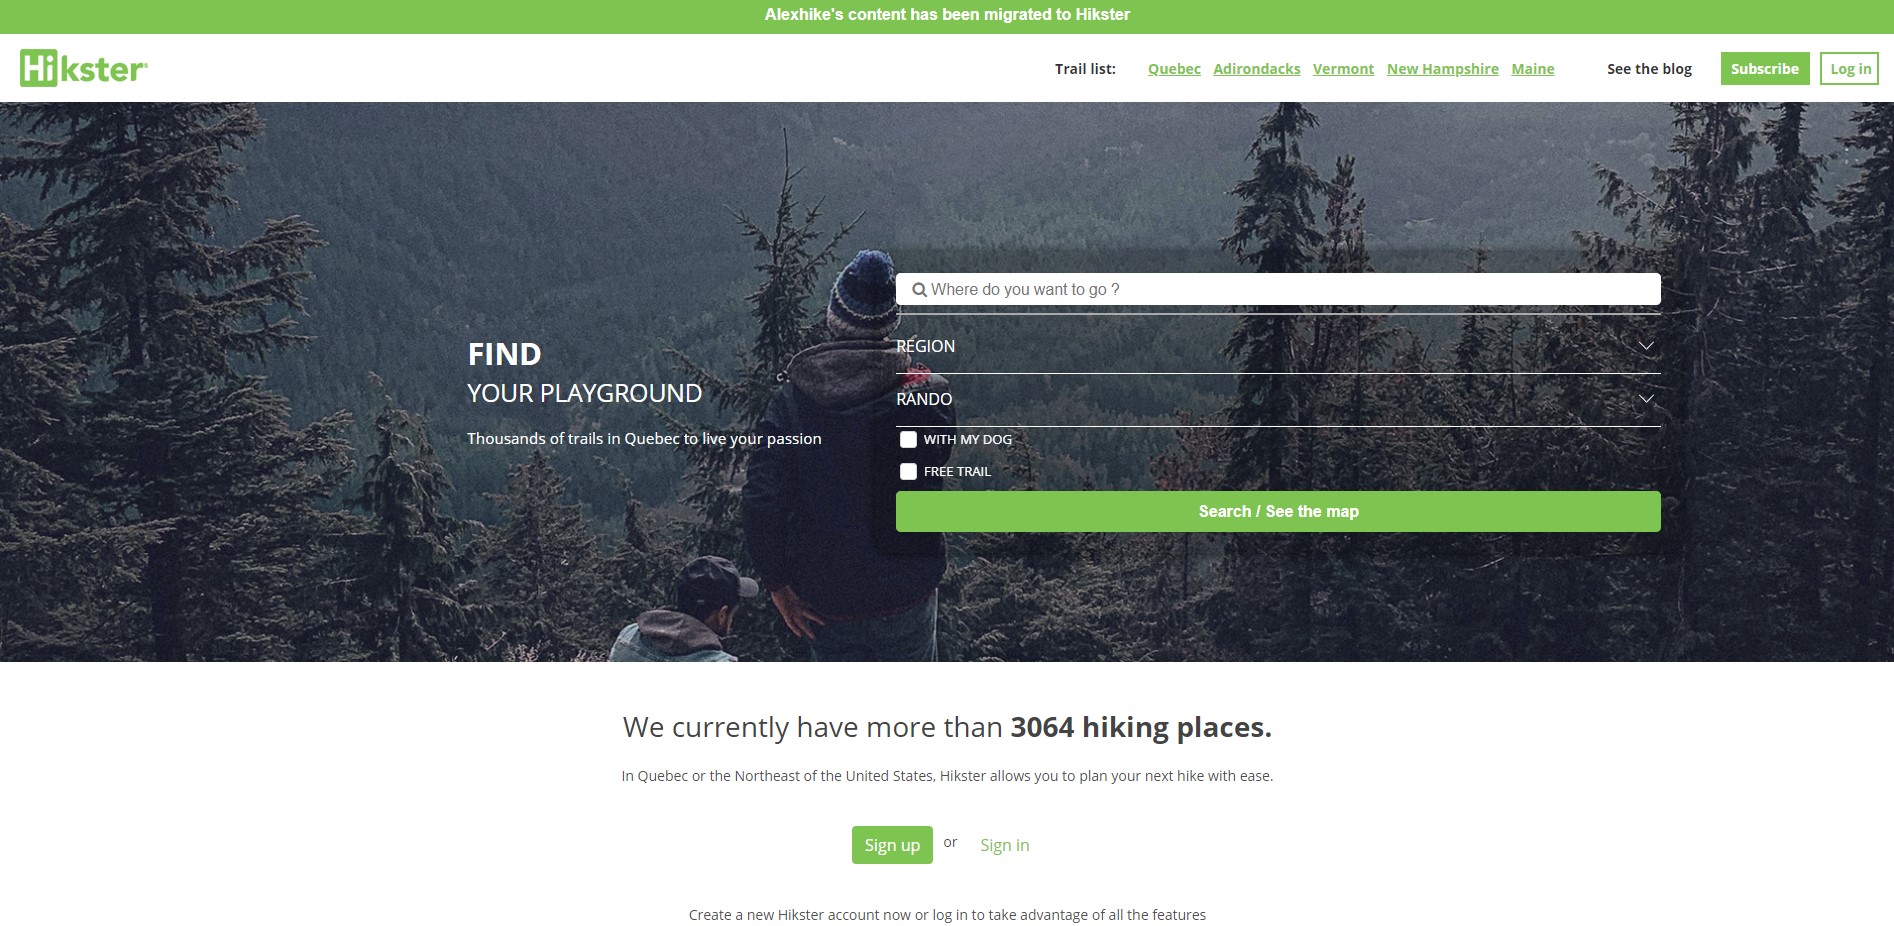 Alexhike's content has been migrated to Hikster
Hikster
Trail list: Quebec Adirondacks Vermont New Hampshire Maine See the blog Subscribe Log in
Where do you want to go ?
FIND
YOUR PLAYGROUND
Thousands of trails in Quebec to live your passion
REGION
RANDO
WITH MY DOG
FREE TRAIL
Search / See the map
We currently have more than 3064 hiking places.
In Quebec or the Northeast of the United States, Hikster allows you to plan your next hike with ease.
Sign up or Sign in
Create a new Hikster account now or log in to take advantage of all the features